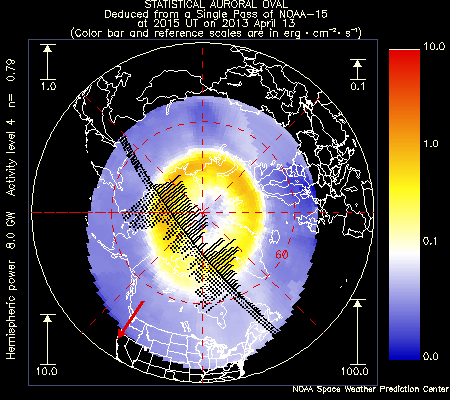 STATISTICAL AURORAL OVAL
Deduced from a Single Pass of NOAA-15
at 2015 UT on 2013 April 13
(Color bar and reference scales are in erg · cm⁻² · s⁻¹)
Hemispheric power 8.0 GW Activity level 4 n= 0.79
1.0
0.1
10.0
100.0
60
10.0
1.0
0.1
0.0
NOAA Space Weather Prediction Center